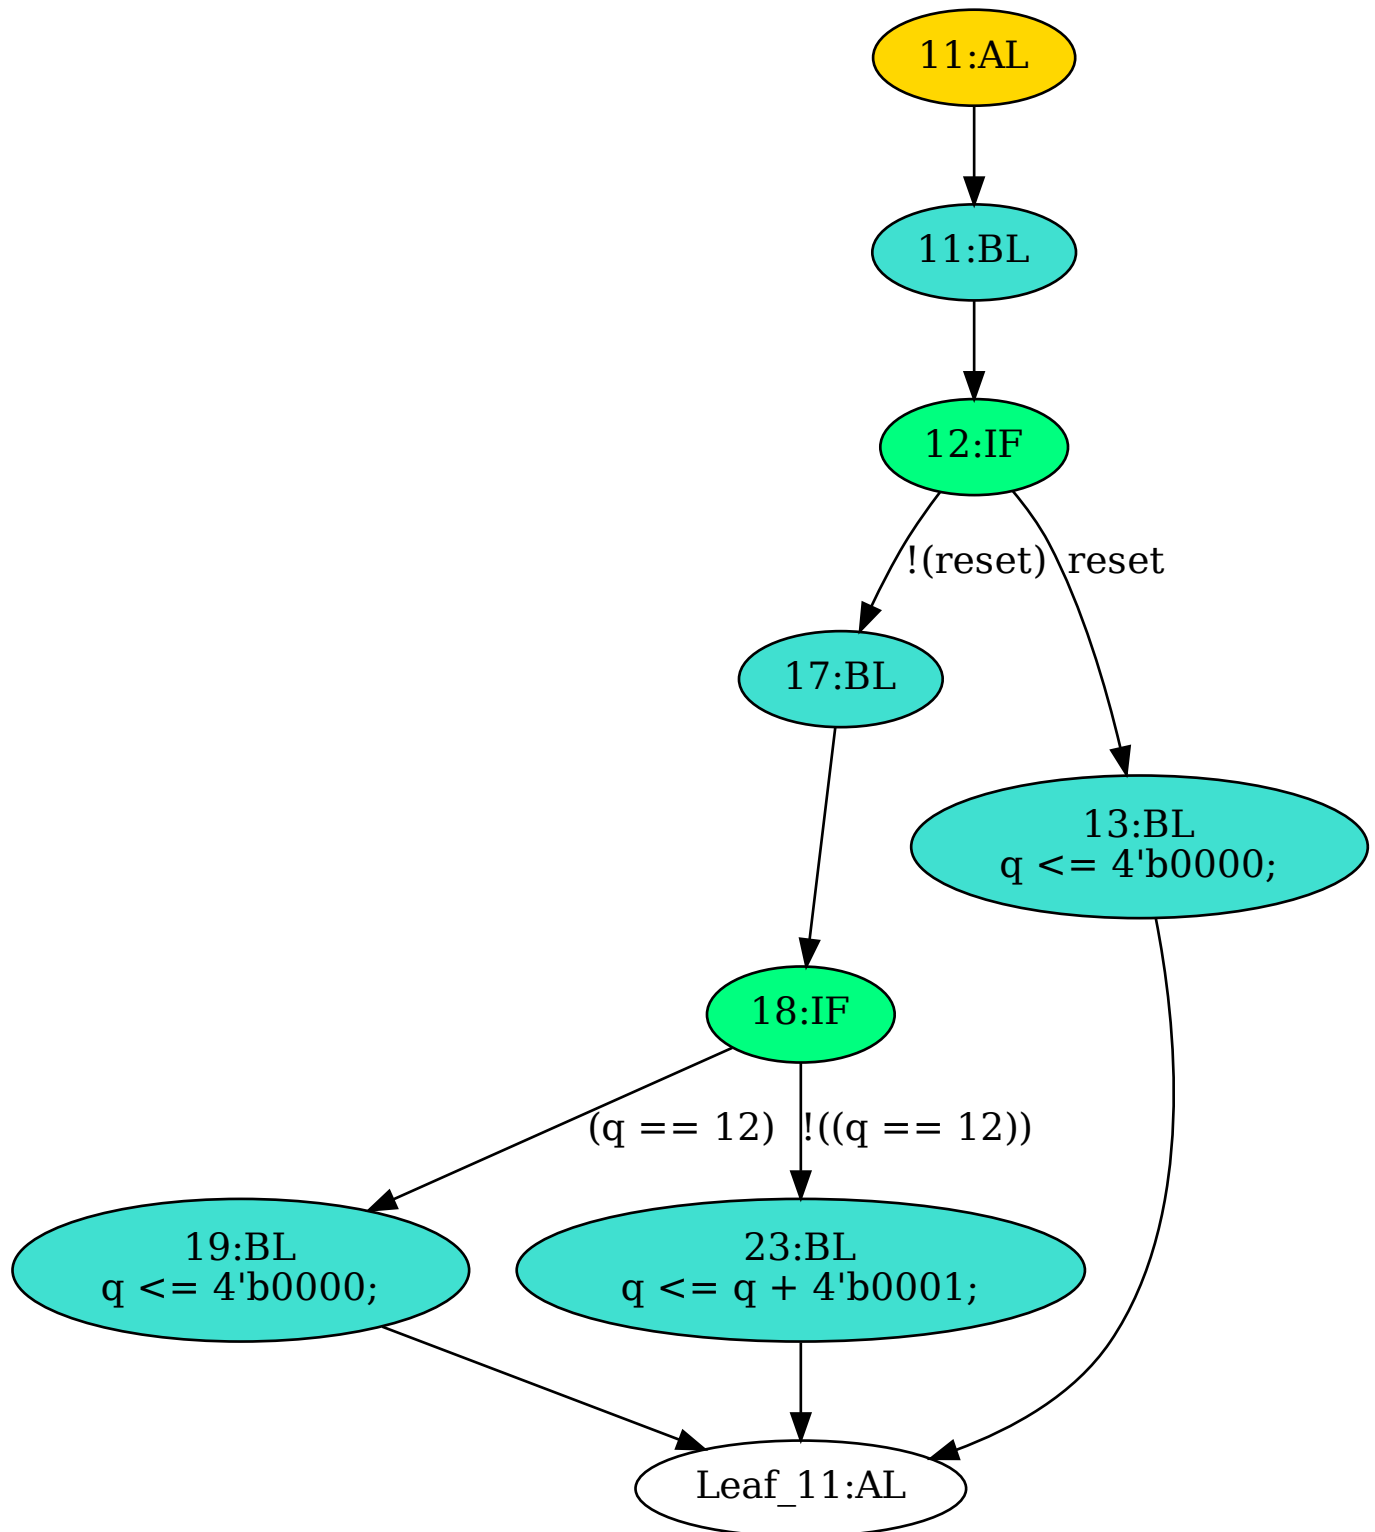 11:AL
11:BL
12:IF
!(reset)
reset
17:BL
13:BL
q <= 4'b0000;
18:IF
(q == 12)
!((q == 12))
19:BL
q <= 4'b0000;
23:BL
q <= q + 4'b0001;
Leaf_11:AL